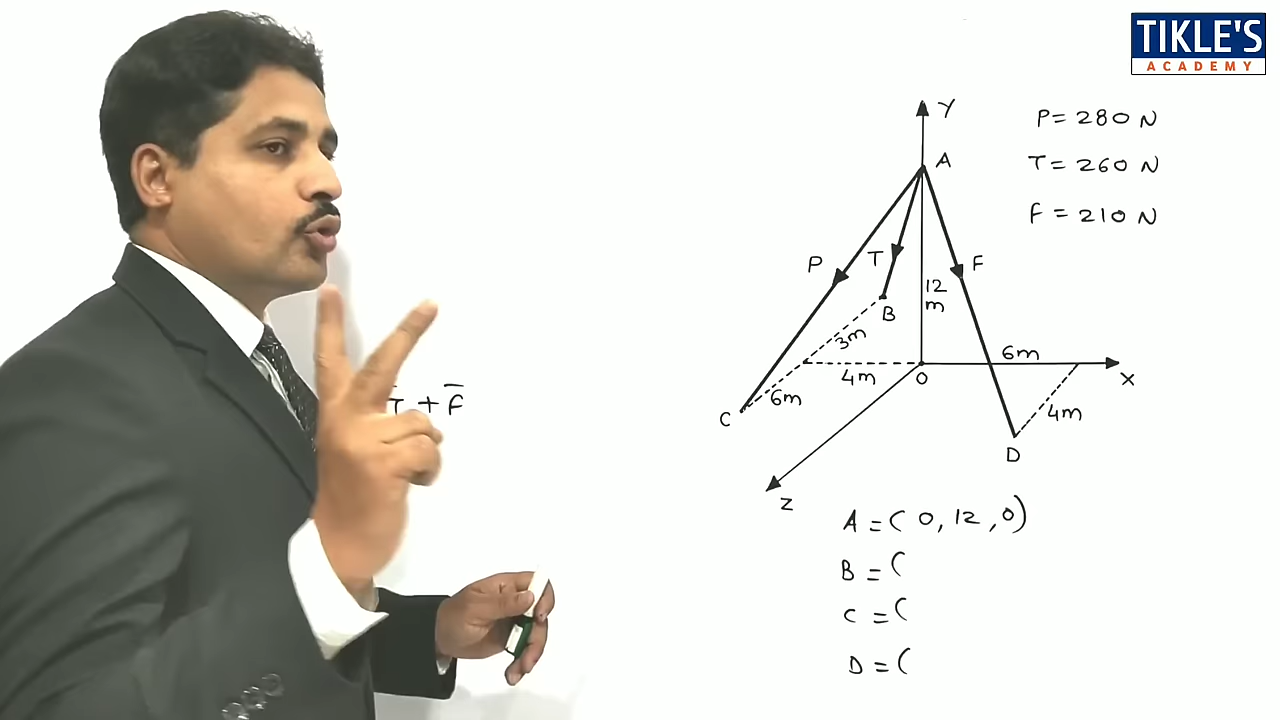 TIKLE'S
ACADEMY
Y
P = 280 N
A
T = 260 N
F = 210 N
P
T
F
12
m
B
3m
6m
4m
O
X
6m
4m
C
D
+ F̅
Z
A = ( 0, 12, 0)
B = (
C = (
D = (